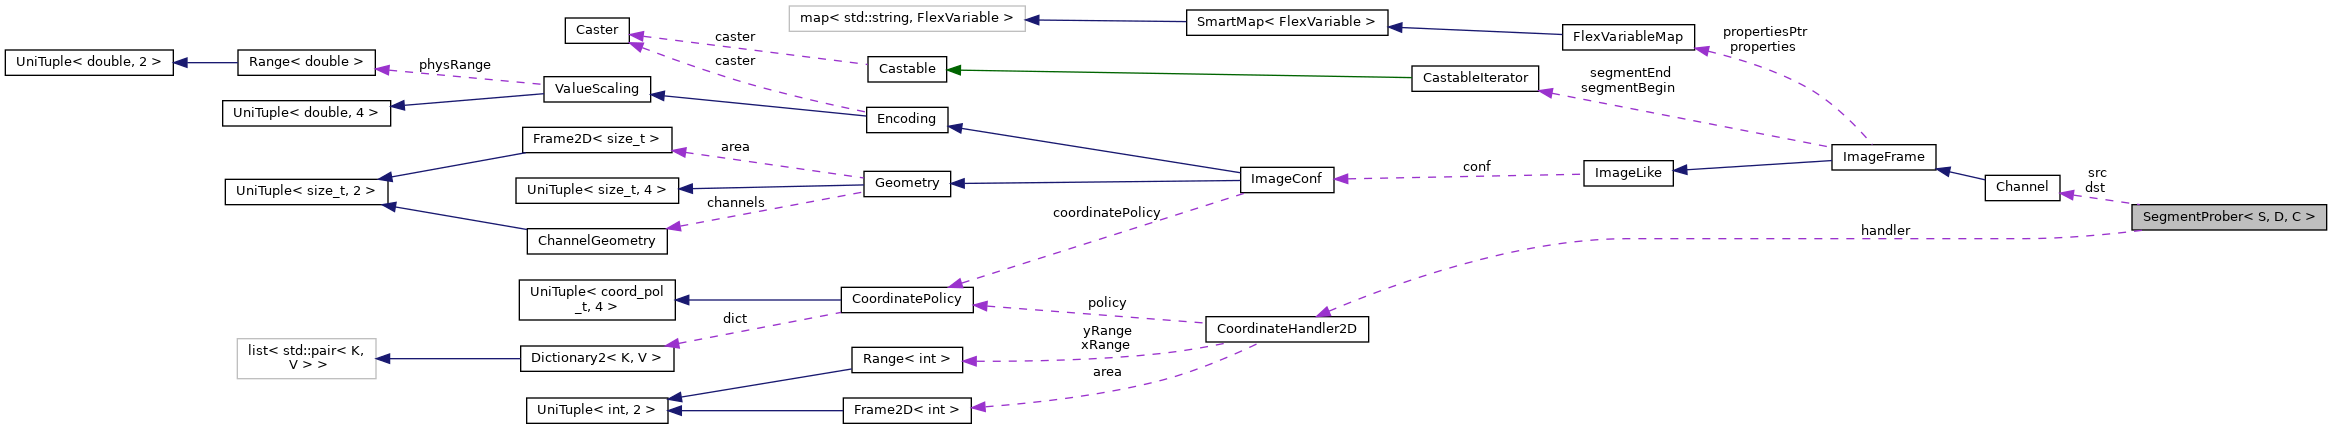 map< std::string, FlexVariable >
SmartMap< FlexVariable >
Caster
FlexVariableMap
propertiesPtr
properties
caster
caster
UniTuple< double, 2 >
Range< double >
physRange
Castable
CastableIterator
segmentEnd
segmentBegin
ValueScaling
UniTuple< double, 4 >
Encoding
Frame2D< size_t >
area
ImageFrame
conf
ImageLike
UniTuple< size_t, 2 >
UniTuple< size_t, 4 >
Geometry
ImageConf
Channel
src
dst
channels
coordinatePolicy
SegmentProber< S, D, C >
ChannelGeometry
handler
UniTuple< coord_pol
_t, 4 >
CoordinatePolicy
policy
dict
CoordinateHandler2D
yRange
xRange
list< std::pair< K,
V > >
Dictionary2< K, V >
Range< int >
area
UniTuple< int, 2 >
Frame2D< int >